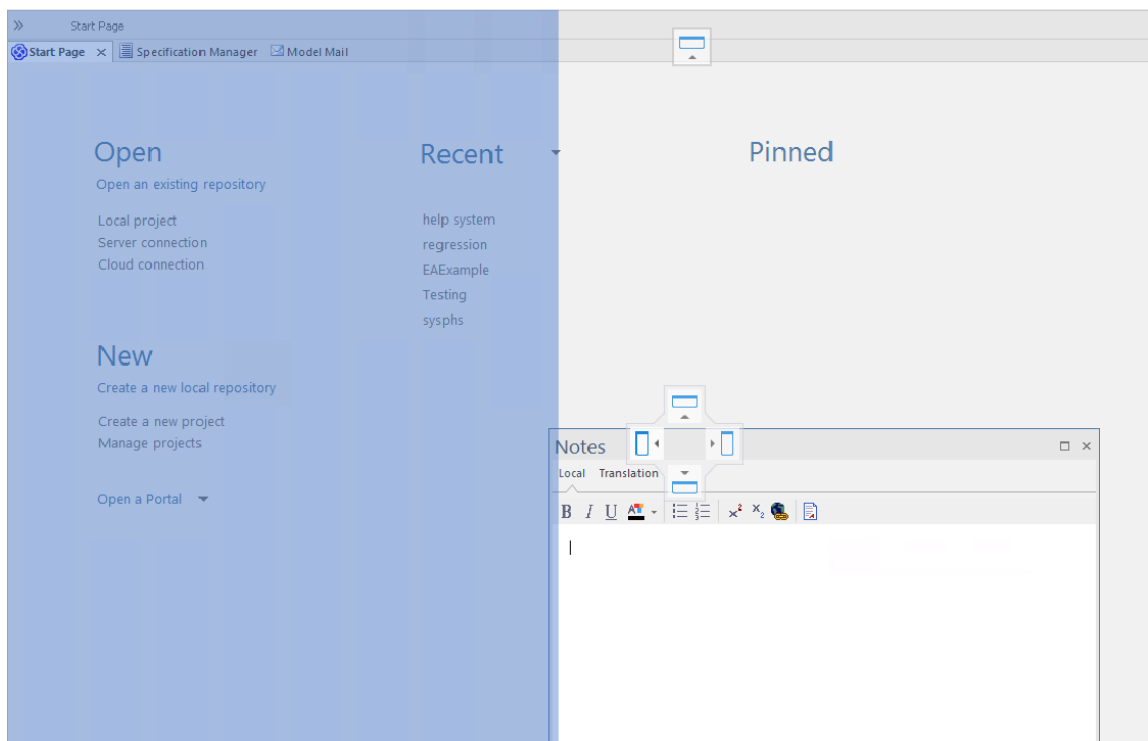 Start Page
Start Page Specification Manager Model Mail
Open
Open an existing repository
Local project
Server connection
Cloud connection
New
Create a new local repository
Create a new project
Manage projects
Open a Portal
Recent
help system
regression
EAExample
Testing
sysphs
Pinned
Notes
Local Translation
B I U A x² x₂